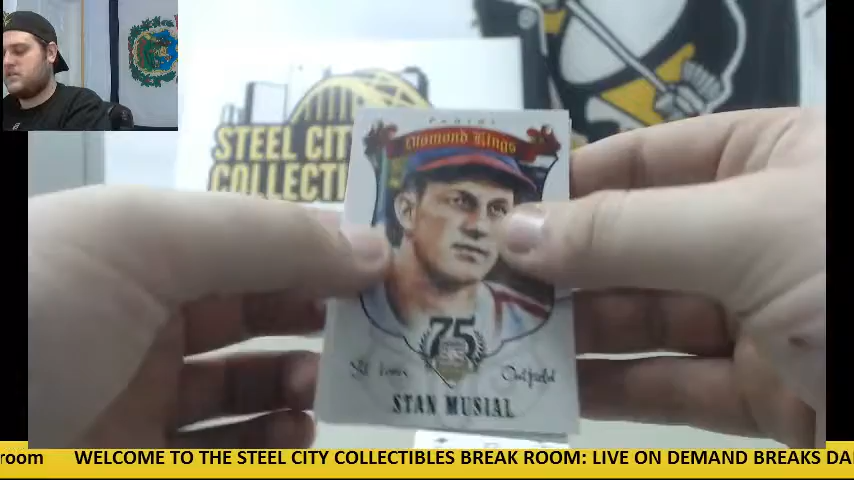 STEEL CIT
COLLECTI
PANINI
Diamond Kings
75
St. Louis Outfield
STAN MUSIAL
room WELCOME TO THE STEEL CITY COLLECTIBLES BREAK ROOM: LIVE ON DEMAND BREAKS DAI